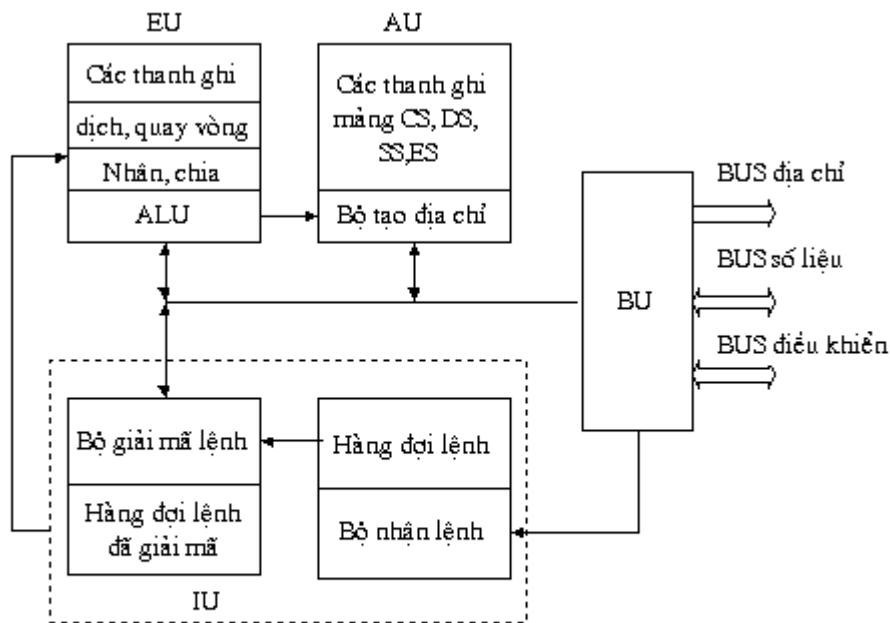 EU
AU
Các thanh ghi
dịch, quay vòng
Nhân, chia
ALU
Các thanh ghi
mảng CS, DS,
SS,ES
Bộ tạo địa chỉ
BU
BUS địa chỉ
BUS số liệu
BUS điều khiển
Bộ giải mã lệnh
Hàng đợi lệnh
đã giải mã
Hàng đợi lệnh
Bộ nhận lệnh
IU